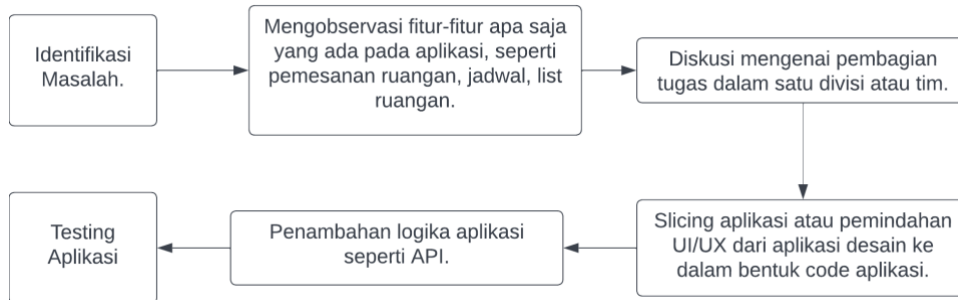 Identifikasi
Masalah.
Mengobservasi fitur-fitur apa saja
yang ada pada aplikasi, seperti
pemesanan ruangan, jadwal, list
ruangan.
Diskusi mengenai pembagian
tugas dalam satu divisi atau tim.
Slicing aplikasi atau pemindahan
UI/UX dari aplikasi desain ke
dalam bentuk code aplikasi.
Penambahan logika aplikasi
seperti API.
Testing
Aplikasi